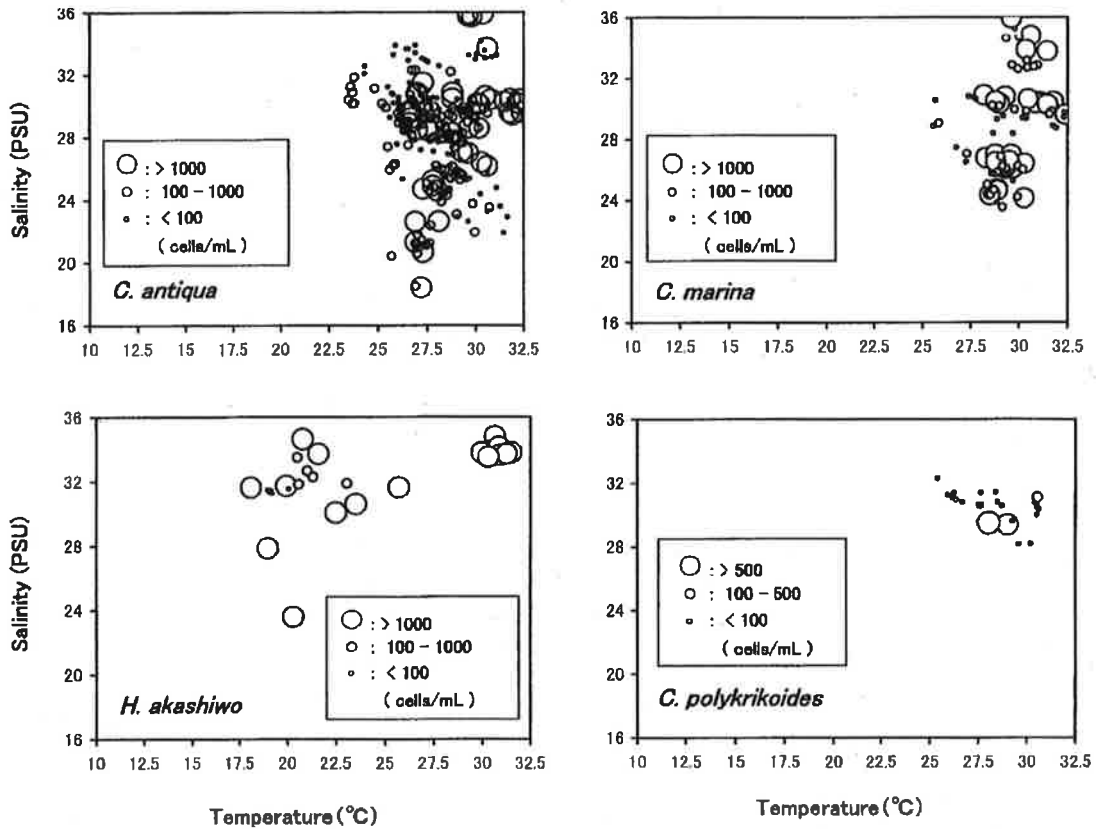 Salinity (PSU)
36
32
28
24
20
16
○ : > 1000
○ : 100 - 1000
∘ : < 100
( cells/mL )
C. antiqua
10 12.5 15 17.5 20 22.5 25 27.5 30 32.5
36
32
28
24
20
16
○ : > 1000
○ : 100 - 1000
∘ : < 100
( cells/mL )
C. marina
10 12.5 15 17.5 20 22.5 25 27.5 30 32.5
Salinity (PSU)
36
32
28
24
20
16
○ : > 1000
○ : 100 - 1000
∘ : < 100
( cells/mL )
H. akashiwo
10 12.5 15 17.5 20 22.5 25 27.5 30 32.5
Temperature (°C)
36
32
28
24
20
16
○ : > 500
○ : 100 - 500
▫ : < 100
( cells/mL )
C. polykrikoides
10 12.5 15 17.5 20 22.5 25 27.5 30 32.5
Temperature (°C)